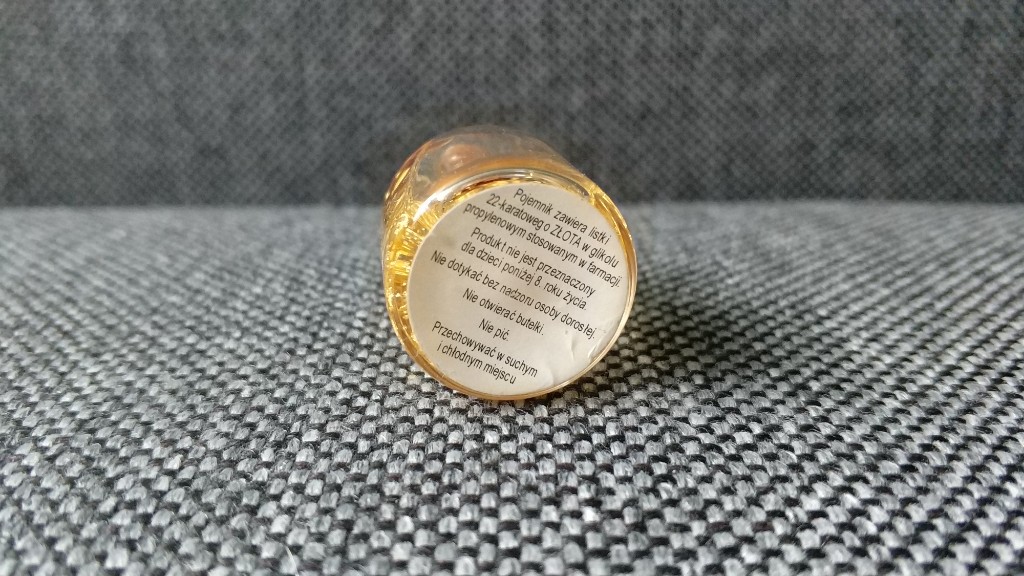 Pojemnik zawiera listki
22-karatowego ZŁOTA w glikolu
propylenowym stosowanym w farmacji.
Produkt nie jest przeznaczony
dla dzieci poniżej 8. roku życia.
Nie dotykać bez nadzoru osoby dorosłej.
Nie otwierać butelki.
Nie pić.
Przechowywać w suchym
i chłodnym miejscu